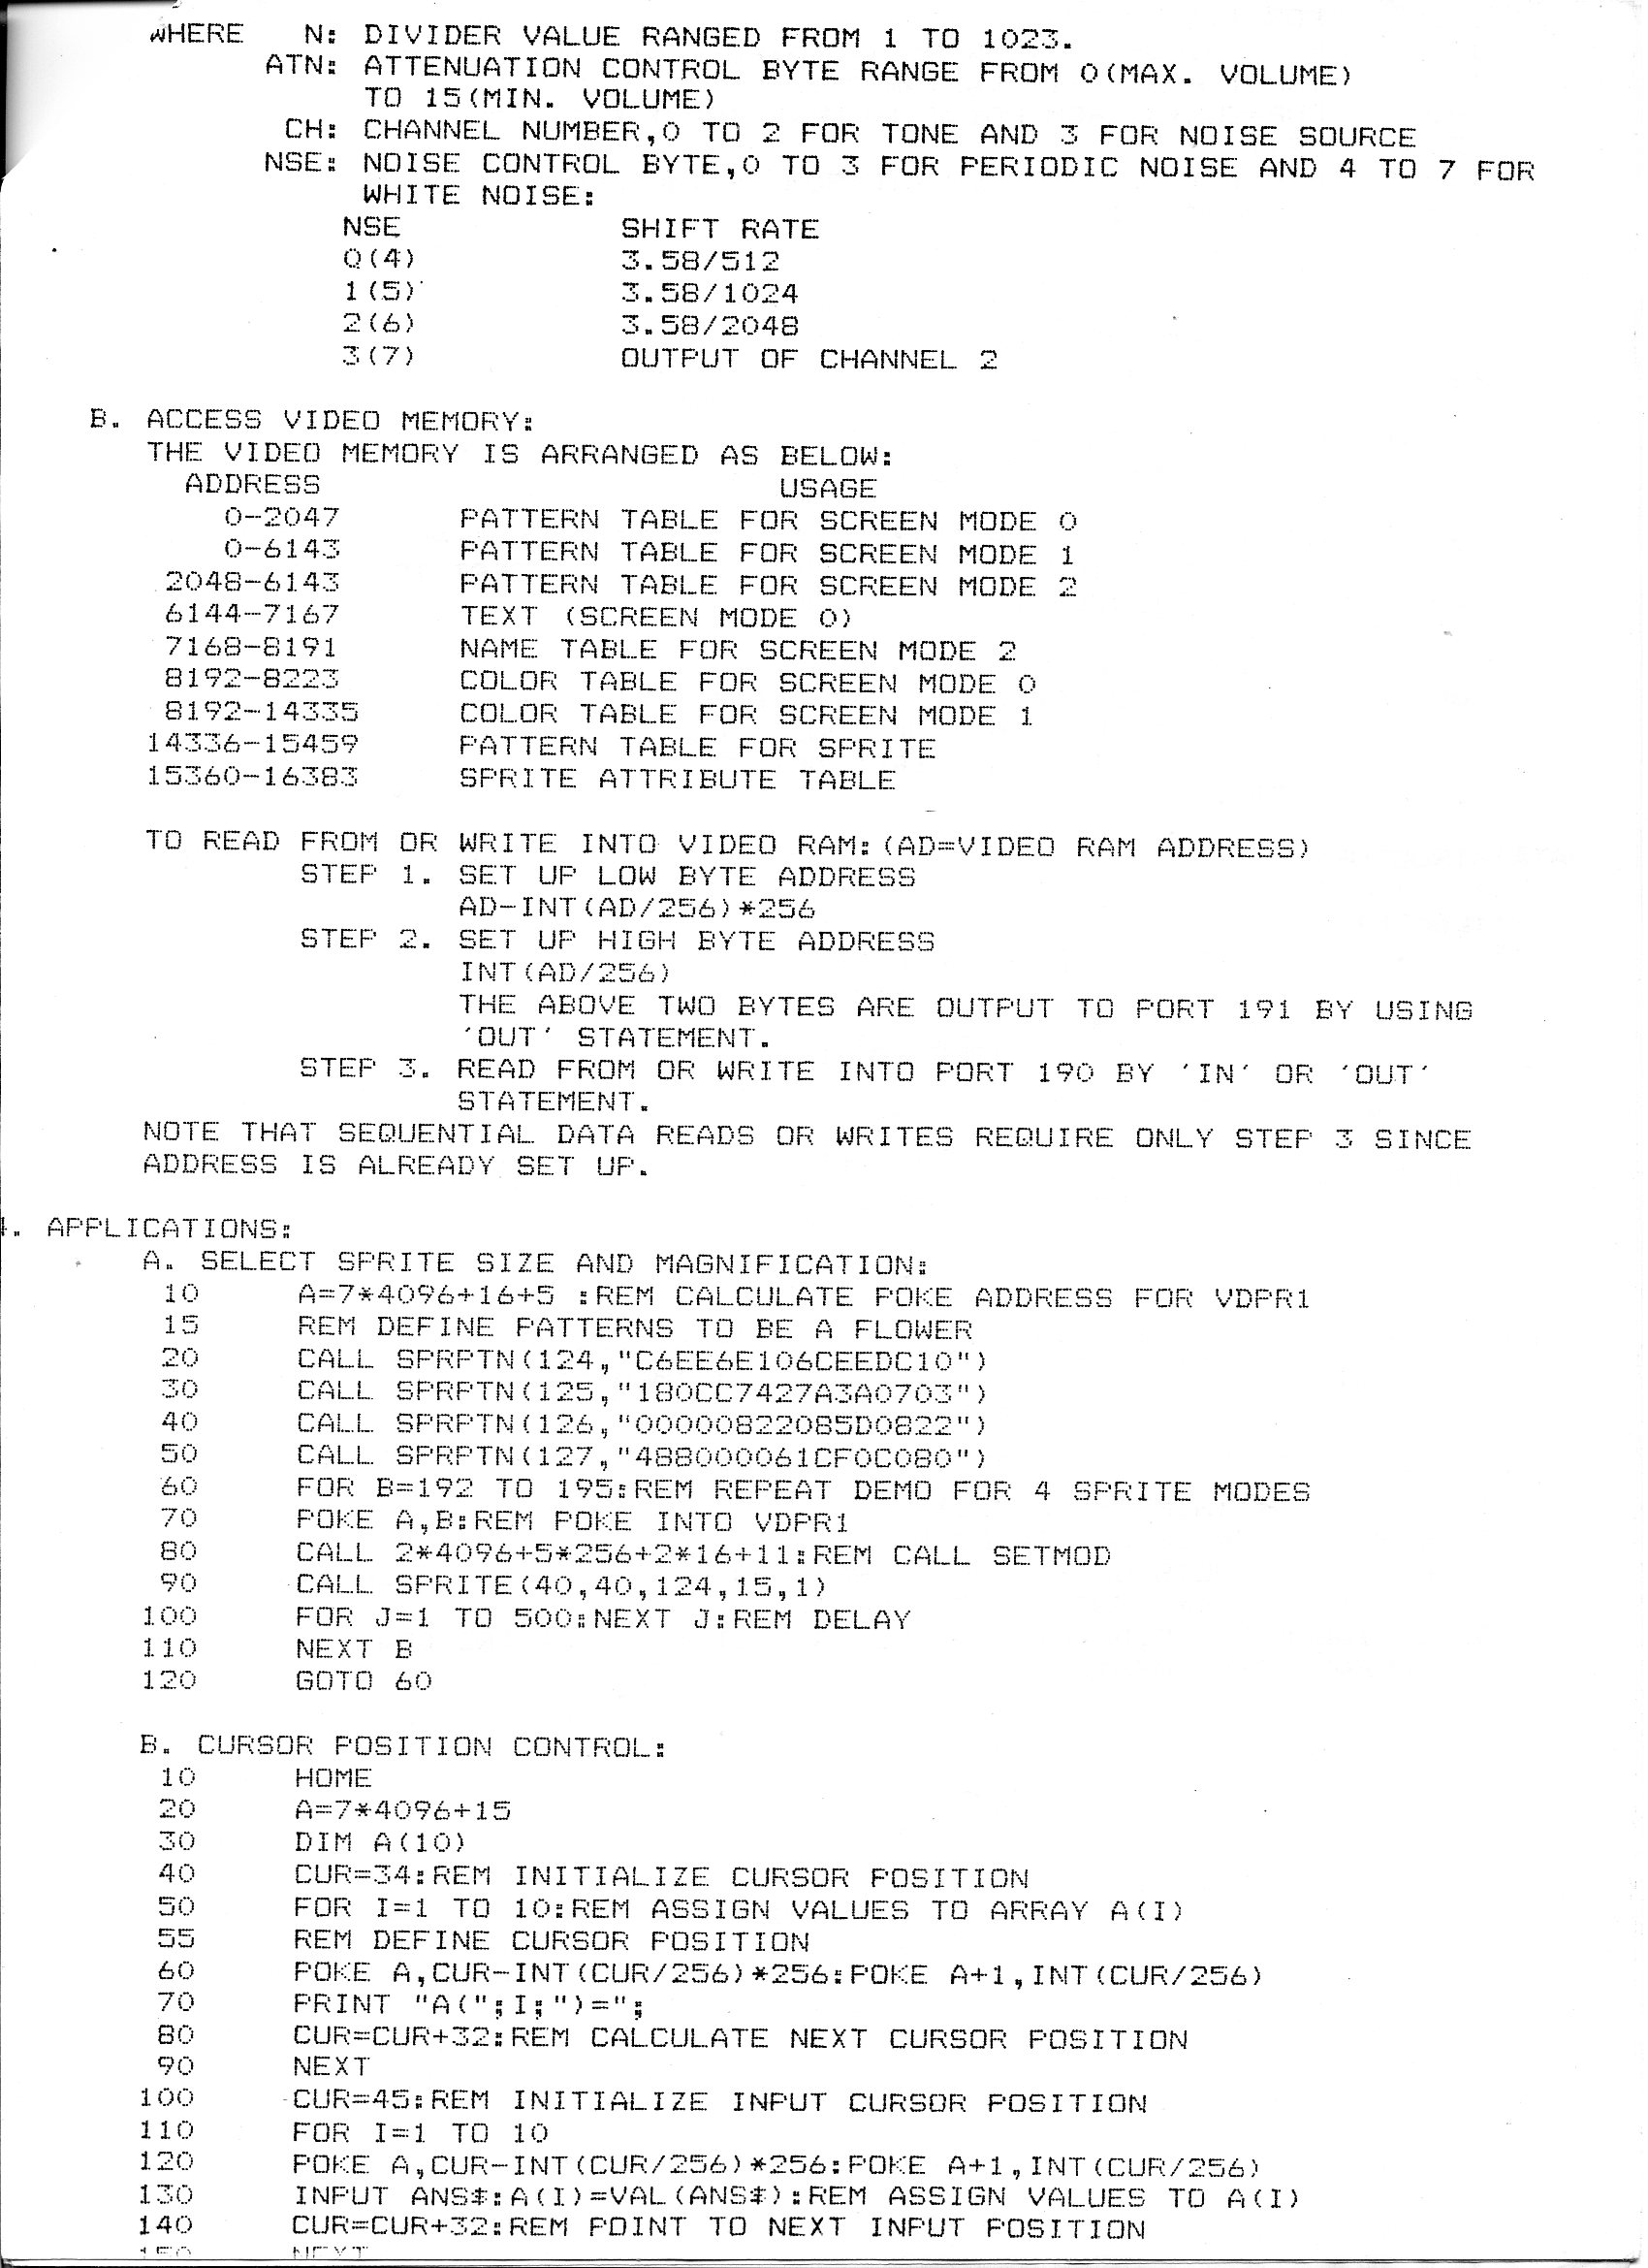 WHERE   N: DIVIDER VALUE RANGED FROM 1 TO 1023.
ATN: ATTENUATION CONTROL BYTE RANGE FROM 0(MAX. VOLUME)
TO 15(MIN. VOLUME)
CH: CHANNEL NUMBER,0 TO 2 FOR TONE AND 3 FOR NOISE SOURCE
NSE: NOISE CONTROL BYTE,0 TO 3 FOR PERIODIC NOISE AND 4 TO 7 FOR
WHITE NOISE:
NSE          SHIFT RATE
0(4)         3.58/512
1(5)         3.58/1024
2(6)         3.58/2048
3(7)         OUTPUT OF CHANNEL 2
B. ACCESS VIDEO MEMORY:
THE VIDEO MEMORY IS ARRANGED AS BELOW:
ADDRESS                    USAGE
0-2047      PATTERN TABLE FOR SCREEN MODE 0
0-6143      PATTERN TABLE FOR SCREEN MODE 1
2048-6143      PATTERN TABLE FOR SCREEN MODE 2
6144-7167      TEXT (SCREEN MODE 0)
7168-8191      NAME TABLE FOR SCREEN MODE 2
8192-8223      COLOR TABLE FOR SCREEN MODE 0
8192-14335     COLOR TABLE FOR SCREEN MODE 1
14336-15459     PATTERN TABLE FOR SPRITE
15360-16383     SPRITE ATTRIBUTE TABLE
TO READ FROM OR WRITE INTO VIDEO RAM:(AD=VIDEO RAM ADDRESS)
STEP 1. SET UP LOW BYTE ADDRESS
AD-INT(AD/256)*256
STEP 2. SET UP HIGH BYTE ADDRESS
INT(AD/256)
THE ABOVE TWO BYTES ARE OUTPUT TO PORT 191 BY USING
'OUT' STATEMENT.
STEP 3. READ FROM OR WRITE INTO PORT 190 BY 'IN' OR 'OUT'
STATEMENT.
NOTE THAT SEQUENTIAL DATA READS OR WRITES REQUIRE ONLY STEP 3 SINCE
ADDRESS IS ALREADY SET UP.
4. APPLICATIONS:
A. SELECT SPRITE SIZE AND MAGNIFICATION:
10     A=7*4096+16+5 :REM CALCULATE POKE ADDRESS FOR VDPR1
15     REM DEFINE PATTERNS TO BE A FLOWER
20     CALL SPRPTN(124,"C6EE6E106CEEDC10")
30     CALL SPRPTN(125,"180CC7427A3A0703")
40     CALL SPRPTN(126,"00000822085D0822")
50     CALL SPRPTN(127,"488000061CF0C080")
60     FOR B=192 TO 195:REM REPEAT DEMO FOR 4 SPRITE MODES
70     POKE A,B:REM POKE INTO VDPR1
80     CALL 2*4096+5*256+2*16+11:REM CALL SETMOD
90     CALL SPRITE(40,40,124,15,1)
100     FOR J=1 TO 500:NEXT J:REM DELAY
110     NEXT B
120     GOTO 60
B. CURSOR POSITION CONTROL:
10     HOME
20     A=7*4096+15
30     DIM A(10)
40     CUR=34:REM INITIALIZE CURSOR POSITION
50     FOR I=1 TO 10:REM ASSIGN VALUES TO ARRAY A(I)
55     REM DEFINE CURSOR POSITION
60     POKE A,CUR-INT(CUR/256)*256:POKE A+1,INT(CUR/256)
70     PRINT "A(";I;")=";
80     CUR=CUR+32:REM CALCULATE NEXT CURSOR POSITION
90     NEXT
100     CUR=45:REM INITIALIZE INPUT CURSOR POSITION
110     FOR I=1 TO 10
120     POKE A,CUR-INT(CUR/256)*256:POKE A+1,INT(CUR/256)
130     INPUT ANS$:A(I)=VAL(ANS$):REM ASSIGN VALUES TO A(I)
140     CUR=CUR+32:REM POINT TO NEXT INPUT POSITION
150     NEXT